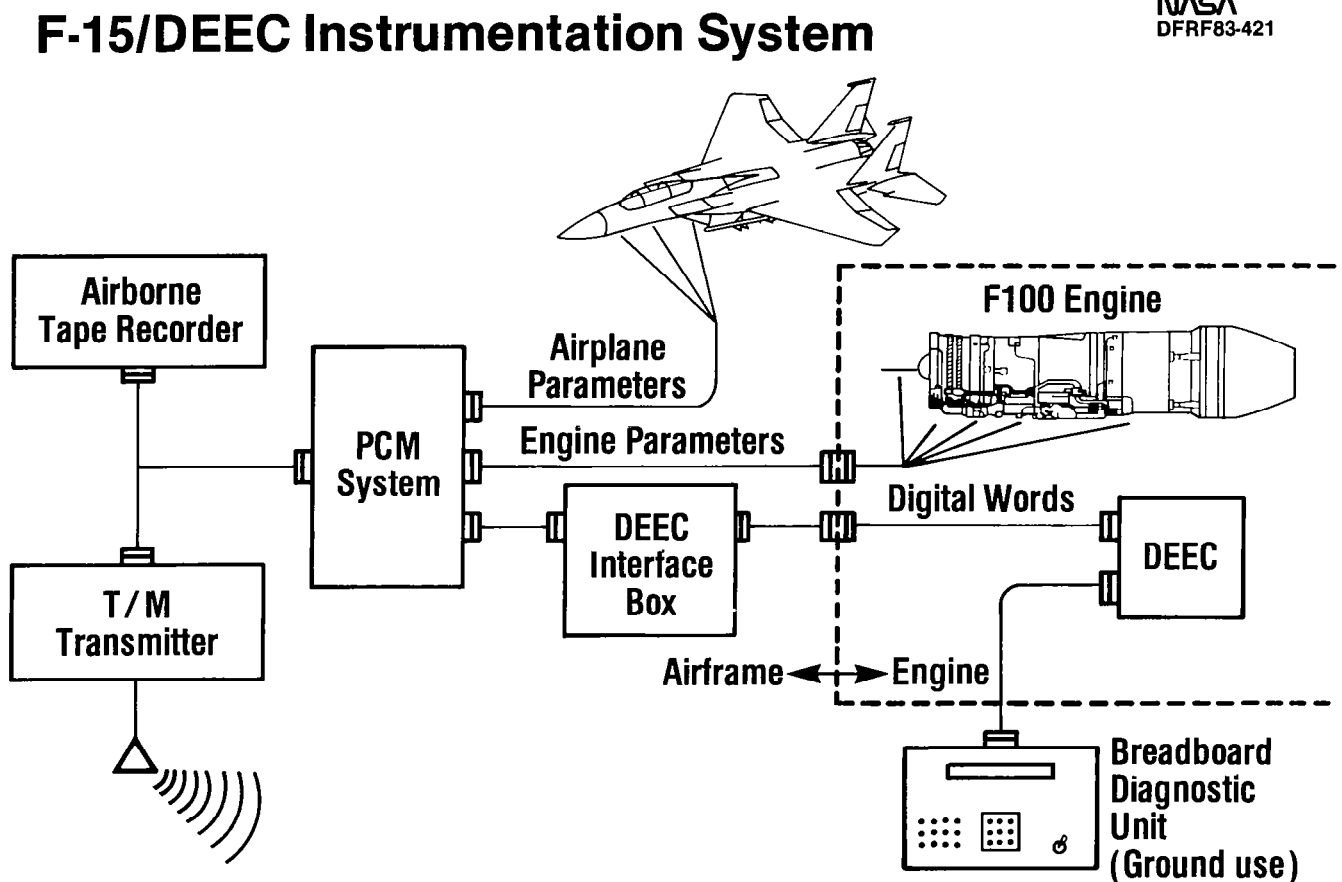 F-15/DEEC Instrumentation System
NASA
DFRF83-421
Airborne
Tape Recorder
F100 Engine
Airplane
Parameters
PCM
System
Engine Parameters
Digital Words
DEEC
Interface
Box
DEEC
T/M
Transmitter
Airframe
Engine
Breadboard
Diagnostic
Unit
(Ground use)